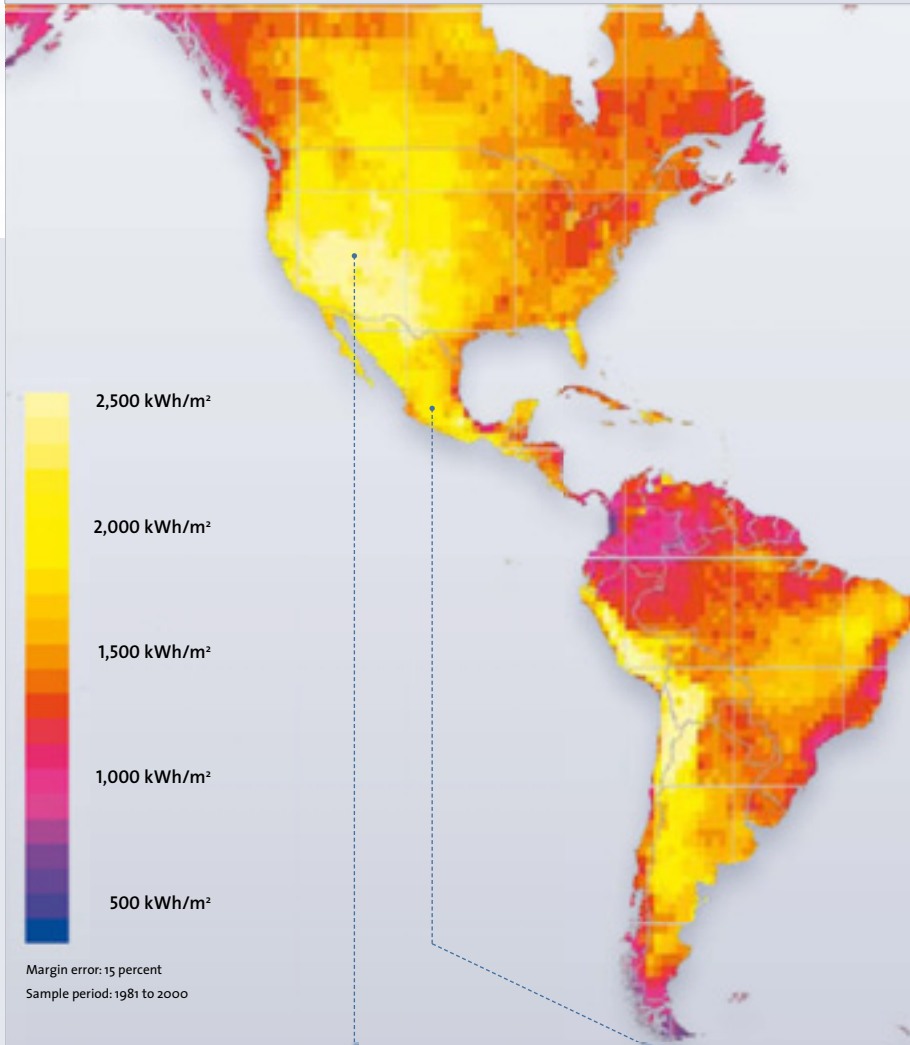 2,500 kWh/m²
2,000 kWh/m²
1,500 kWh/m²
1,000 kWh/m²
500 kWh/m²
Margin error: 15 percent
Sample period: 1981 to 2000